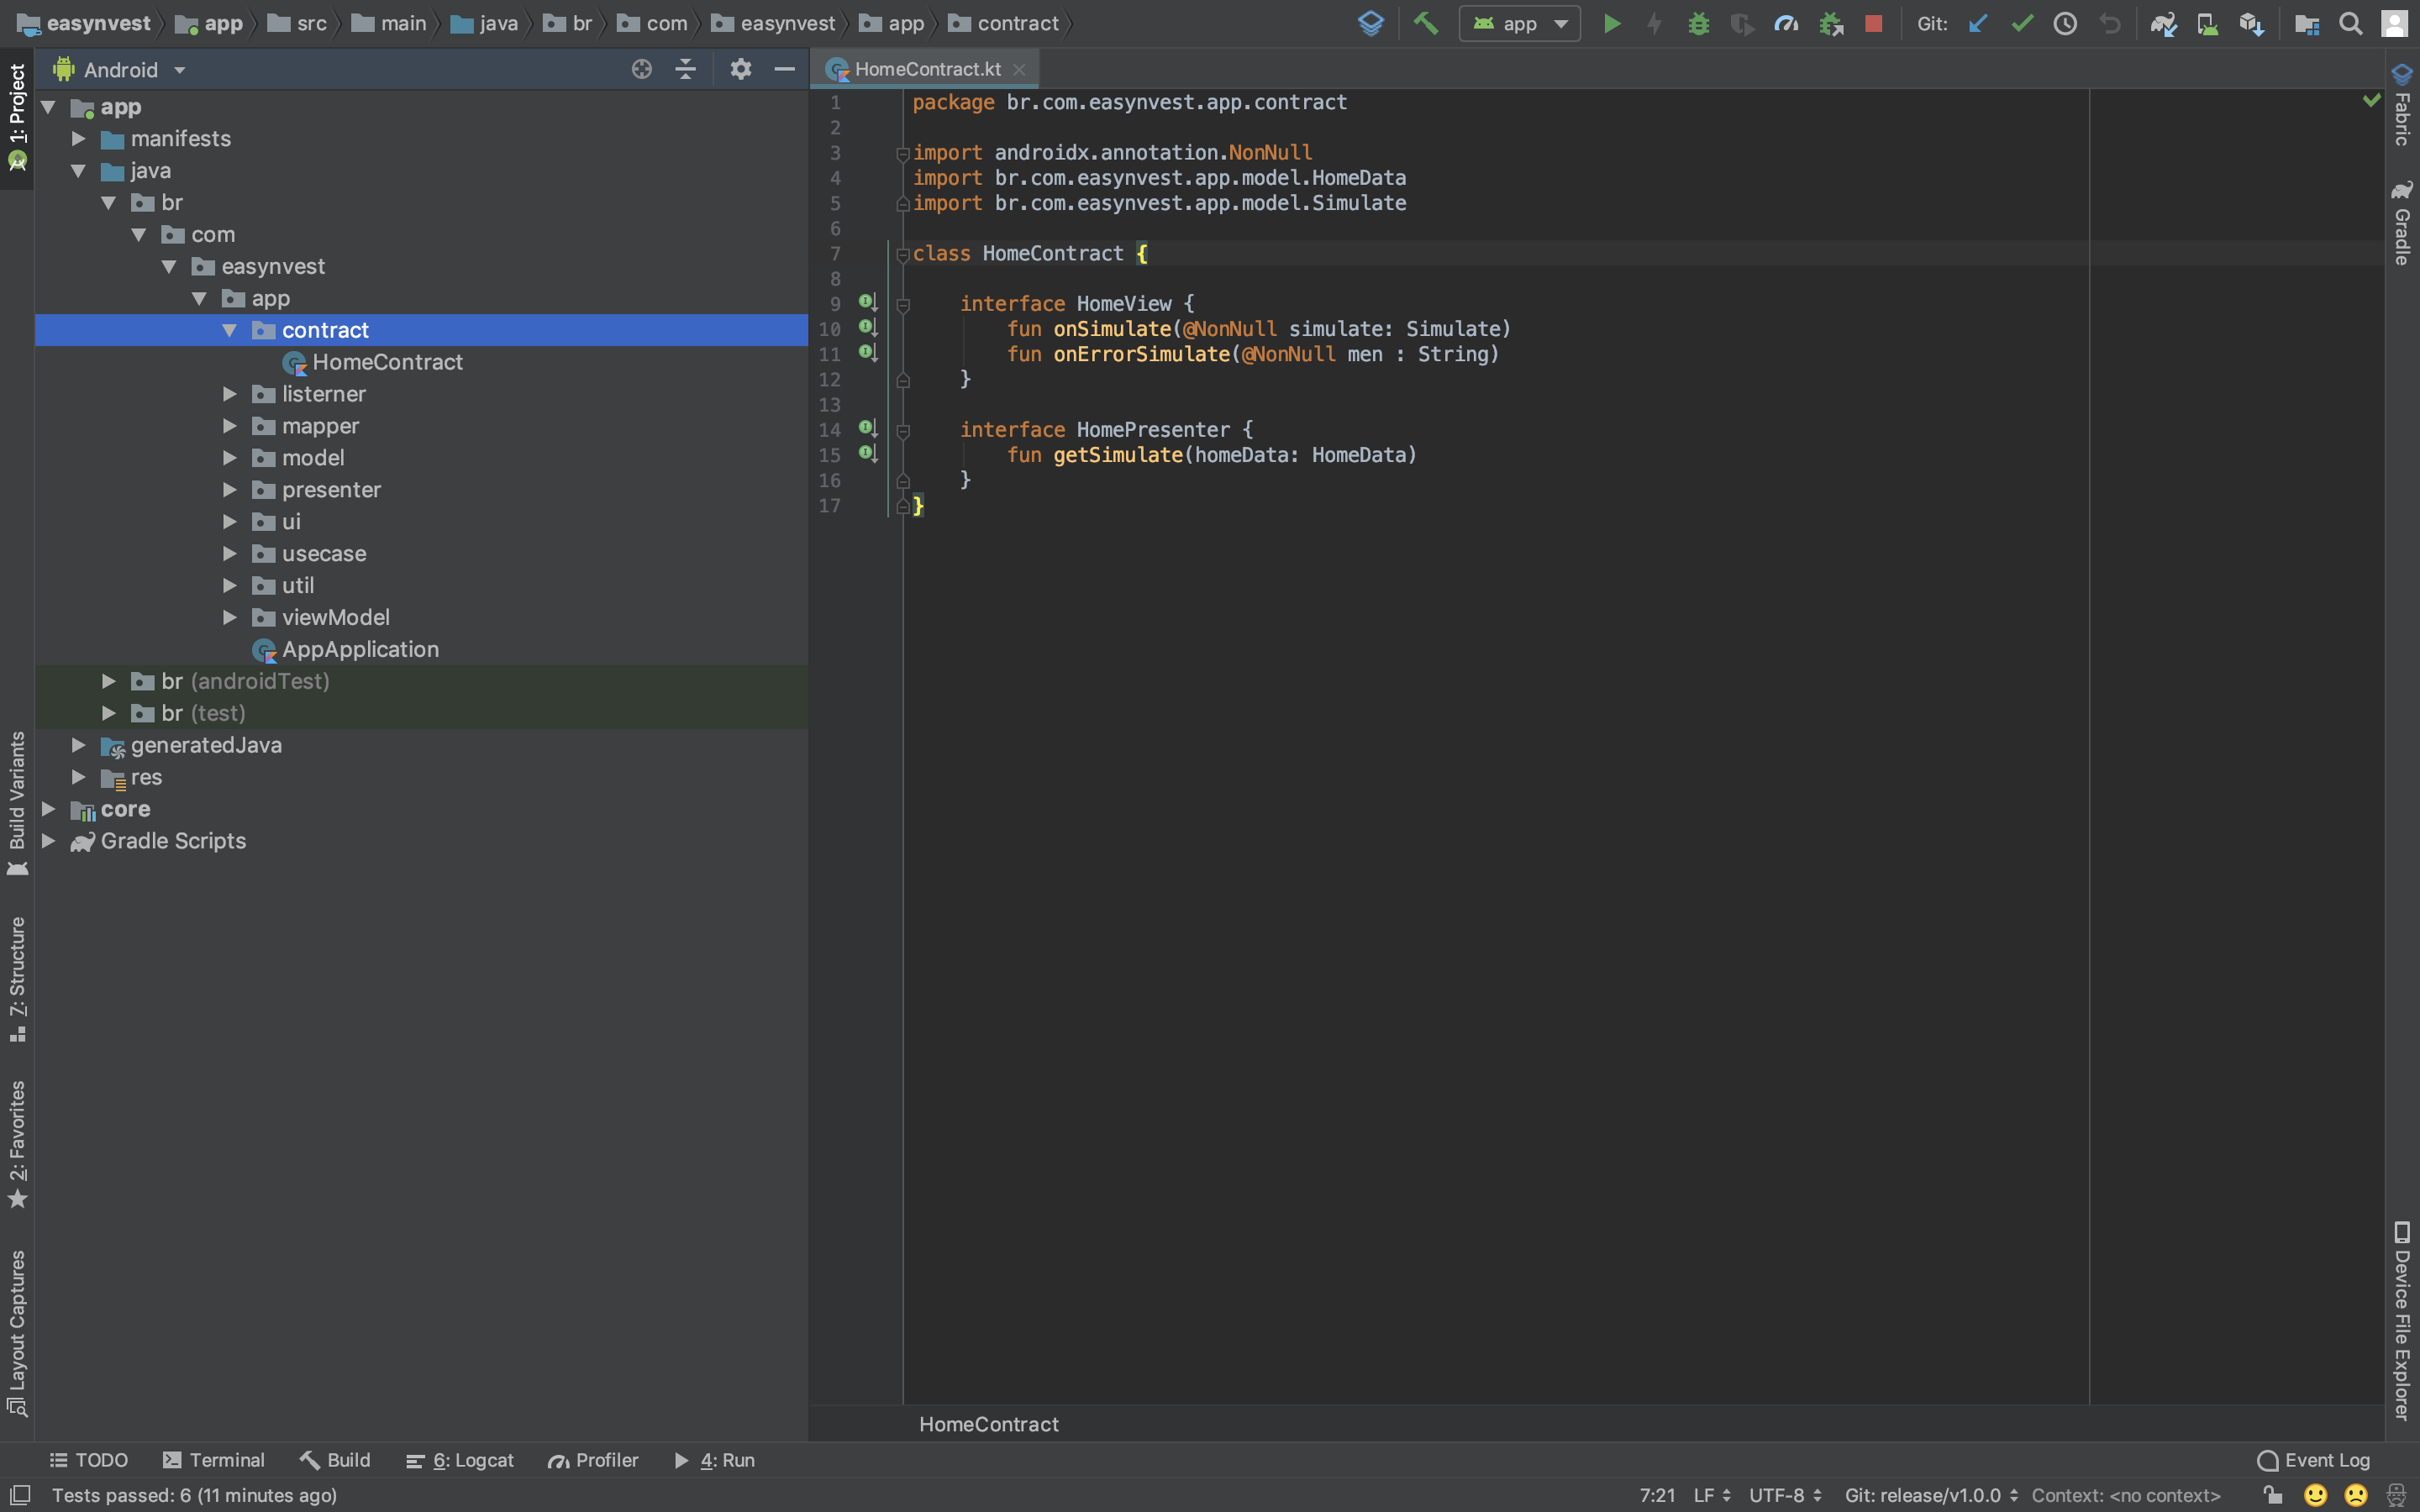 easynvest app src main java br com easynvest app contract
app
Git:
1: Project
Build Variants
7: Structure
2: Favorites
Layout Captures
Android
app
manifests
java
br
com
easynvest
app
contract
HomeContract
listerner
mapper
model
presenter
ui
usecase
util
viewModel
AppApplication
br (androidTest)
br (test)
generatedJava
res
core
Gradle Scripts
HomeContract.kt
1 package br.com.easynvest.app.contract
2
3 import androidx.annotation.NonNull
4 import br.com.easynvest.app.model.HomeData
5 import br.com.easynvest.app.model.Simulate
6
7 class HomeContract {
8
9 interface HomeView {
10 fun onSimulate(@NonNull simulate: Simulate)
11 fun onErrorSimulate(@NonNull men : String)
12 }
13
14 interface HomePresenter {
15 fun getSimulate(homeData: HomeData)
16 }
17 }
HomeContract
Fabric
Gradle
Device File Explorer
TODO Terminal Build 6: Logcat Profiler 4: Run Event Log
Tests passed: 6 (11 minutes ago) 7:21 LF UTF-8 Git: release/v1.0.0 Context: <no context>